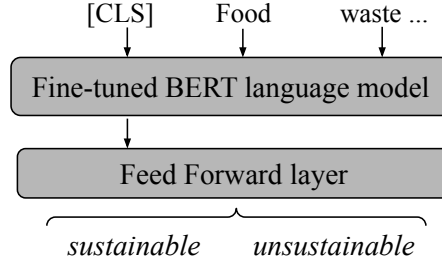 [CLS] Food waste ...
Fine-tuned BERT language model
Feed Forward layer
sustainable unsustainable